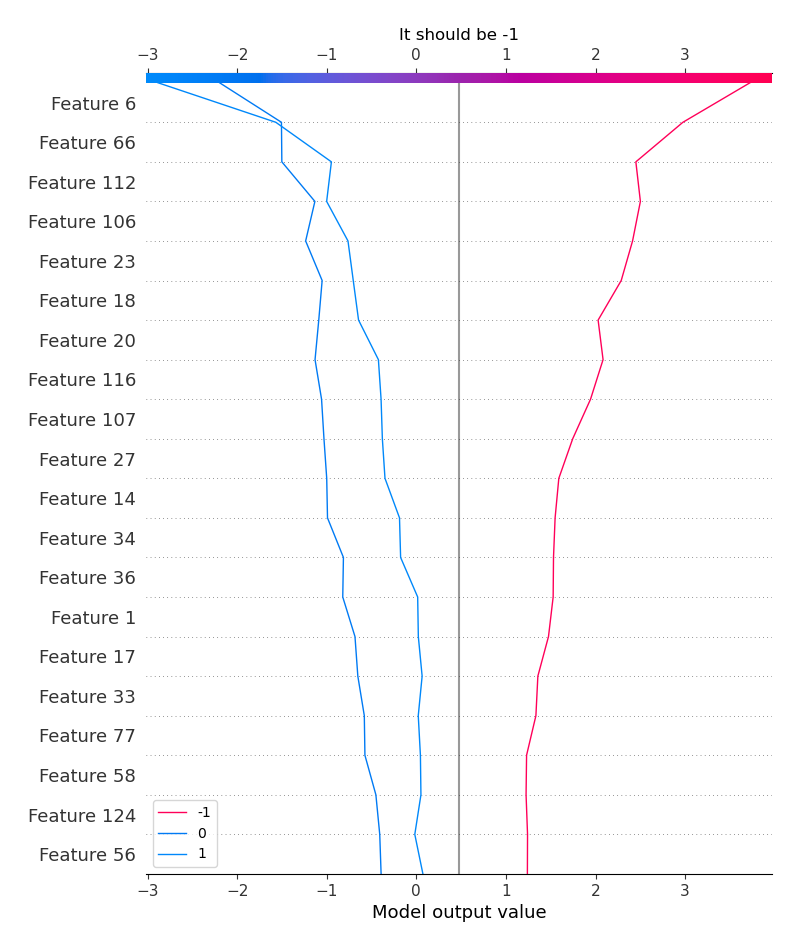 It should be -1
−3 −2 −1 0 1 2 3
Feature 6
Feature 66
Feature 112
Feature 106
Feature 23
Feature 18
Feature 20
Feature 116
Feature 107
Feature 27
Feature 14
Feature 34
Feature 36
Feature 1
Feature 17
Feature 33
Feature 77
Feature 58
Feature 124
Feature 56
-1
0
1
−3 −2 −1 0 1 2 3
Model output value